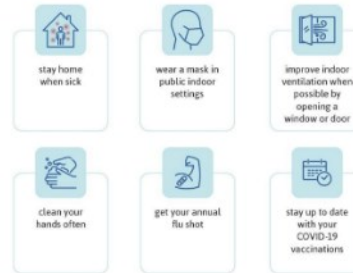 stay home
when sick
wear a mask in
public indoor
settings
improve indoor
ventilation when
possible by
opening a
window or door
clean your
hands often
get your annual
flu shot
stay up to date
with your
COVID-19
vaccinations